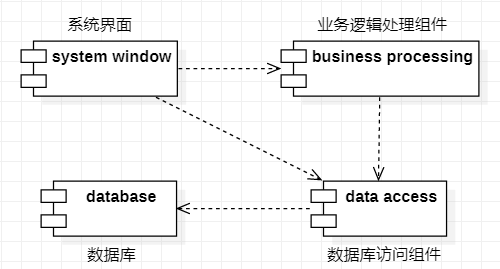 系统界面
业务逻辑处理组件
system window
business processing
database
data access
数据库
数据库访问组件